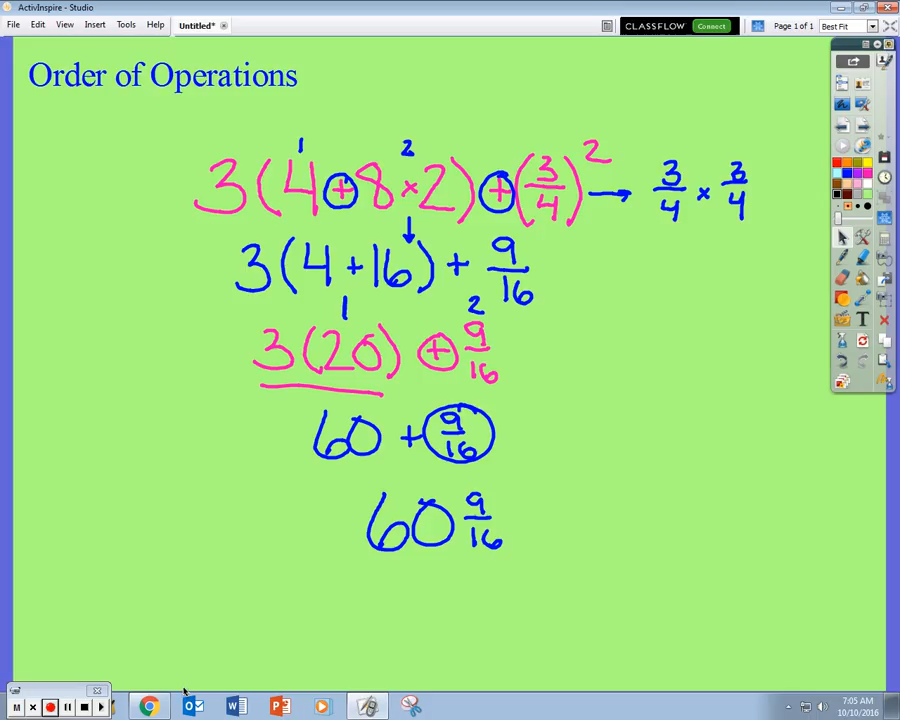 ActivInspire - Studio
File Edit View Insert Tools Help Untitled* CLASSFLOW Connect Page 1 of 1 Best Fit
Order of Operations
1 2
3(4+8×2)+(3/4)² → 3/4 × 3/4
3(4+16)+9/16
1 2
3(20)+9/16
60+9/16
60 9/16
7:05 AM
10/10/2016